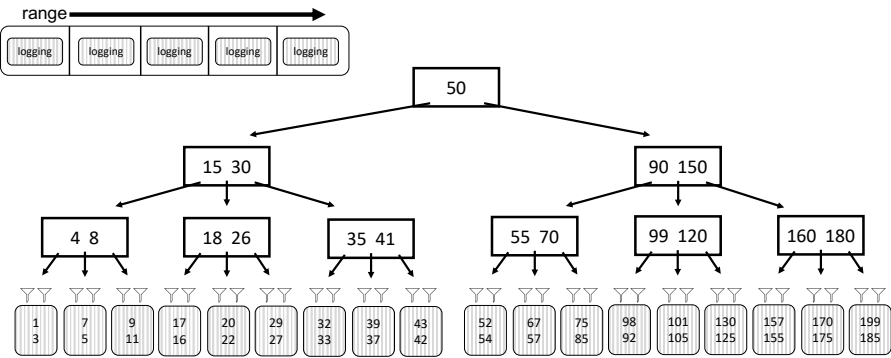 range
logging logging logging logging logging
50
15 30 90 150
4 8 18 26 35 41 55 70 99 120 160 180
1 7 9 17 20 29 32 39 43 52 67 75 98 101 130 157 170 199
3 5 11 16 22 27 33 37 42 54 57 85 92 105 125 155 175 185